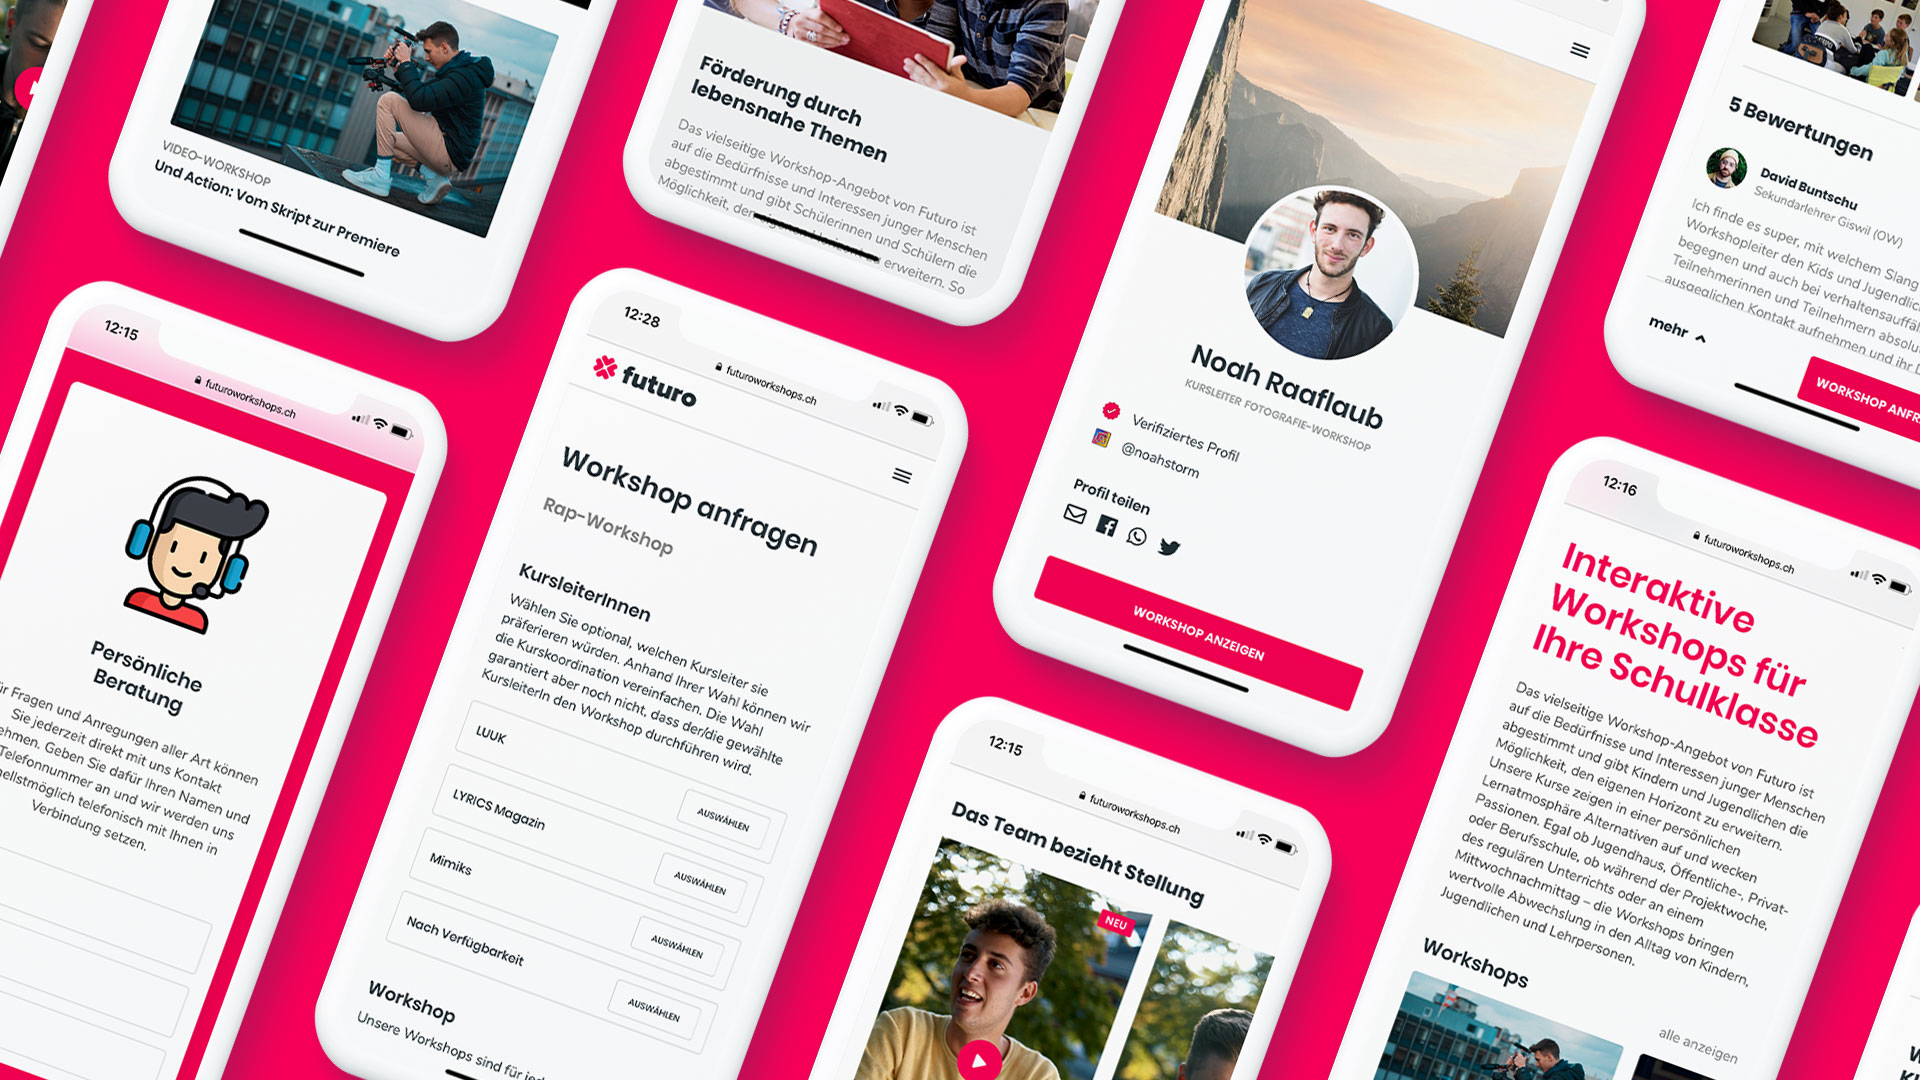 VIDEO-WORKSHOP
Und Action: Vom Skript zur Premiere
Förderung durch
lebensnahe Themen
Das vielseitige Workshop-Angebot von Futuro ist
auf die Bedürfnisse und Interessen junger Menschen
abgestimmt und gibt Schülerinnen und Schülern die
Möglichkeit, den eigenen Horizont zu erweitern. So
Noah Raaflaub
KURSLEITER FOTOGRAFIE-WORKSHOP
Verifiziertes Profil
@noahstorm
Profil teilen
WORKSHOP ANZEIGEN
5 Bewertungen
David Buntschu
Sekundarlehrer Giswil (OW)
Ich finde es super, mit welchem Slang
Workshopleiter den Kids und Jugendlic
begegnen und auch bei verhaltensauffäl
Teilnehmerinnen und Teilnehmern absolut
ausgeglichen Kontakt aufnehmen und ihr
mehr
WORKSHOP ANFR
12:15
futuroworkshops.ch
Persönliche
Beratung
ür Fragen und Anregungen aller Art können
Sie jederzeit direkt mit uns Kontakt
ehmen. Geben Sie dafür Ihren Namen und
Telefonnummer an und wir werden uns
nellstmöglich telefonisch mit Ihnen in
Verbindung setzen.
12:28
futuroworkshops.ch
futuro
Workshop anfragen
Rap-Workshop
KursleiterInnen
Wählen Sie optional, welchen Kursleiter sie
präferieren würden. Anhand Ihrer Wahl können wir
die Kurskoordination vereinfachen. Die Wahl
garantiert aber noch nicht, dass der/die gewählte
KursleiterIn den Workshop durchführen wird.
LUUK
AUSWÄHLEN
LYRICS Magazin
AUSWÄHLEN
Mimiks
AUSWÄHLEN
Nach Verfügbarkeit
AUSWÄHLEN
Workshop
Unsere Workshops sind für jed
12:15
futuroworkshops.ch
Das Team bezieht Stellung
NEU
12:16
futuroworkshops.ch
Interaktive
Workshops für
Ihre Schulklasse
Das vielseitige Workshop-Angebot von Futuro ist
auf die Bedürfnisse und Interessen junger Menschen
abgestimmt und gibt Kindern und Jugendlichen die
Möglichkeit, den eigenen Horizont zu erweitern.
Unsere Kurse zeigen in einer persönlichen
Lernatmosphäre Alternativen auf und wecken
Passionen. Egal ob Jugendhaus, Öffentliche-, Privat-
oder Berufsschule, ob während der Projektwoche,
des regulären Unterrichts oder an einem
Mittwochnachmittag – die Workshops bringen
wertvolle Abwechslung in den Alltag von Kindern,
Jugendlichen und Lehrpersonen.
Workshops
alle anzeigen